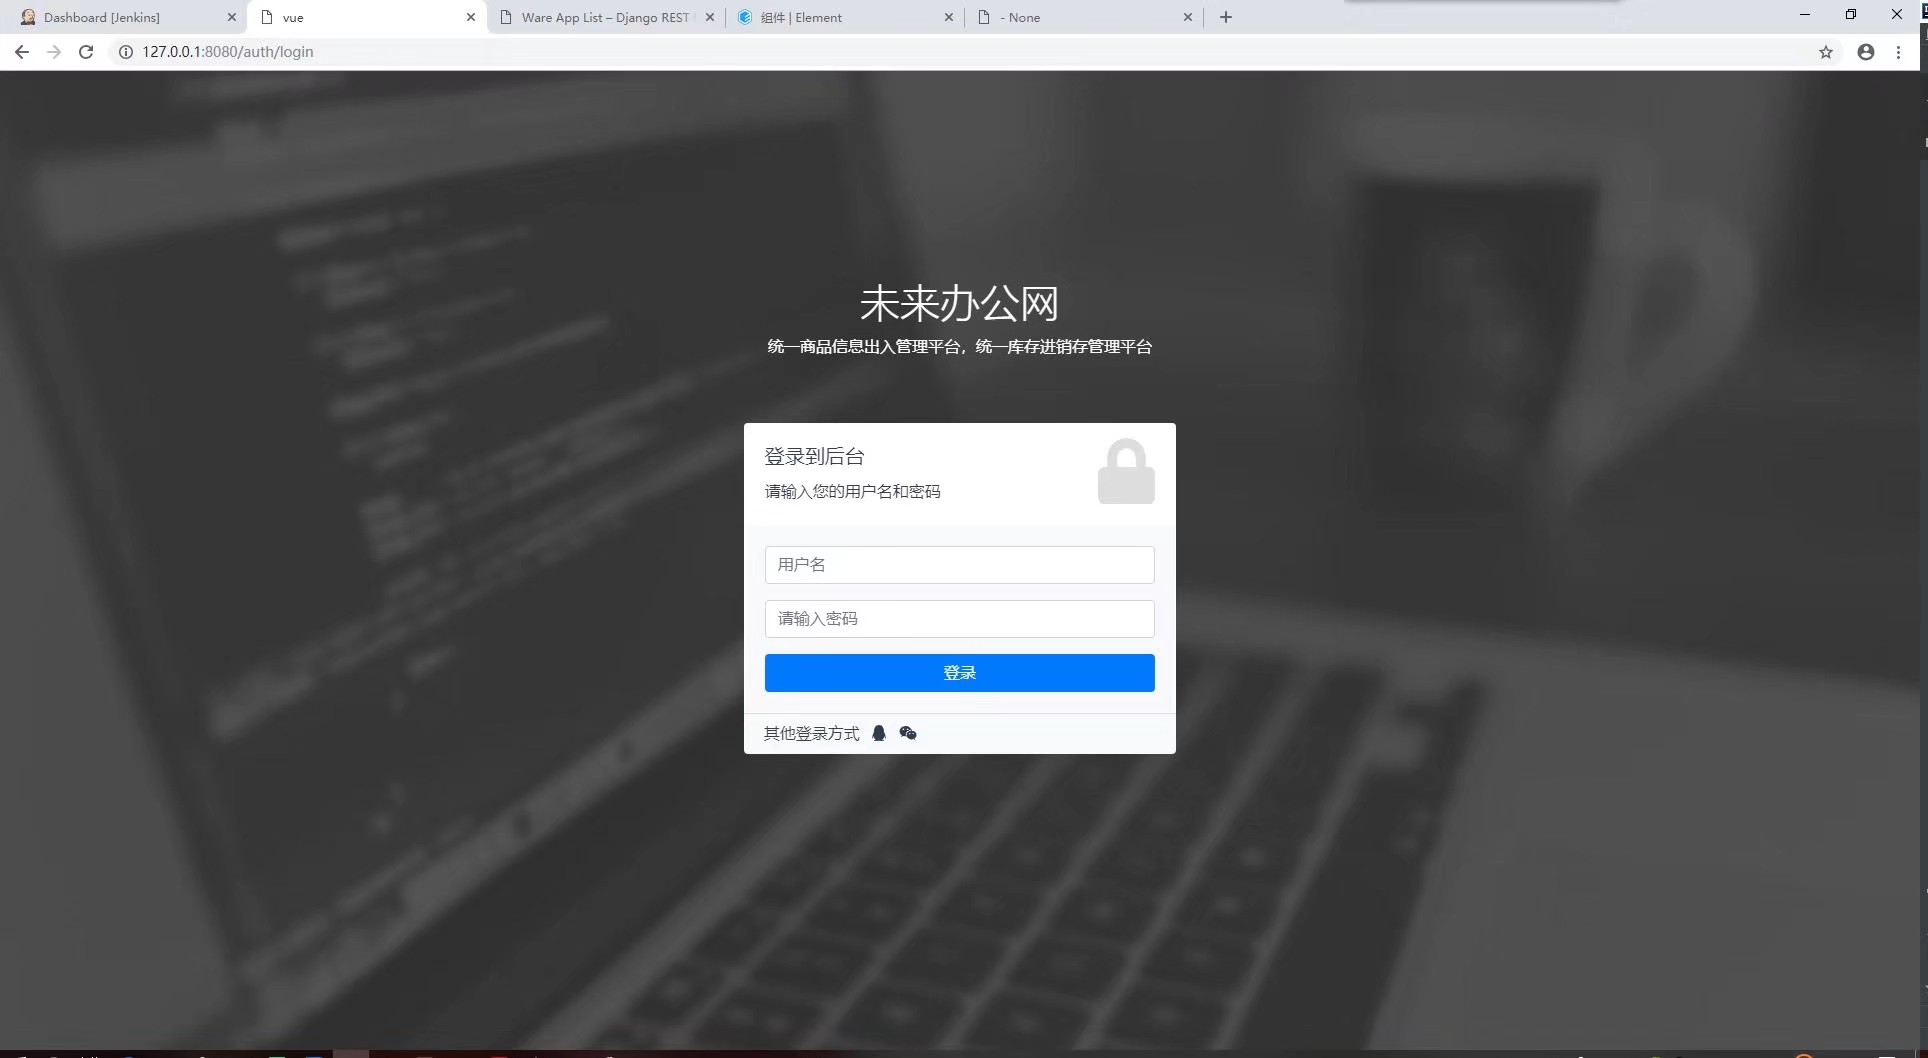 Dashboard [Jenkins]
vue
Ware App List – Django REST
组件 | Element
- None
127.0.0.1:8080/auth/login
未来办公网
统一商品信息出入管理平台，统一库存进销存管理平台
登录到后台
请输入您的用户名和密码
用户名
请输入密码
登录
其他登录方式